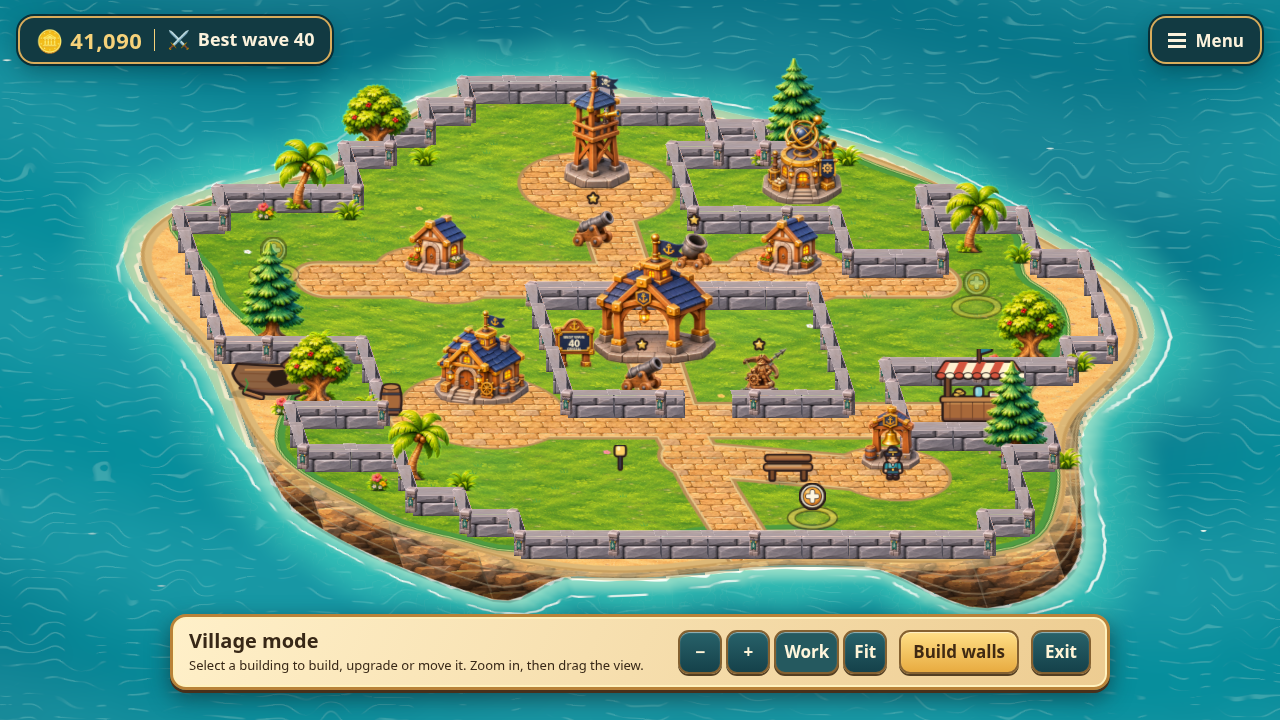 41,090
Best wave 40
Menu
40
Village mode
Select a building to build, upgrade or move it. Zoom in, then drag the view.
−
+
Work
Fit
Build walls
Exit